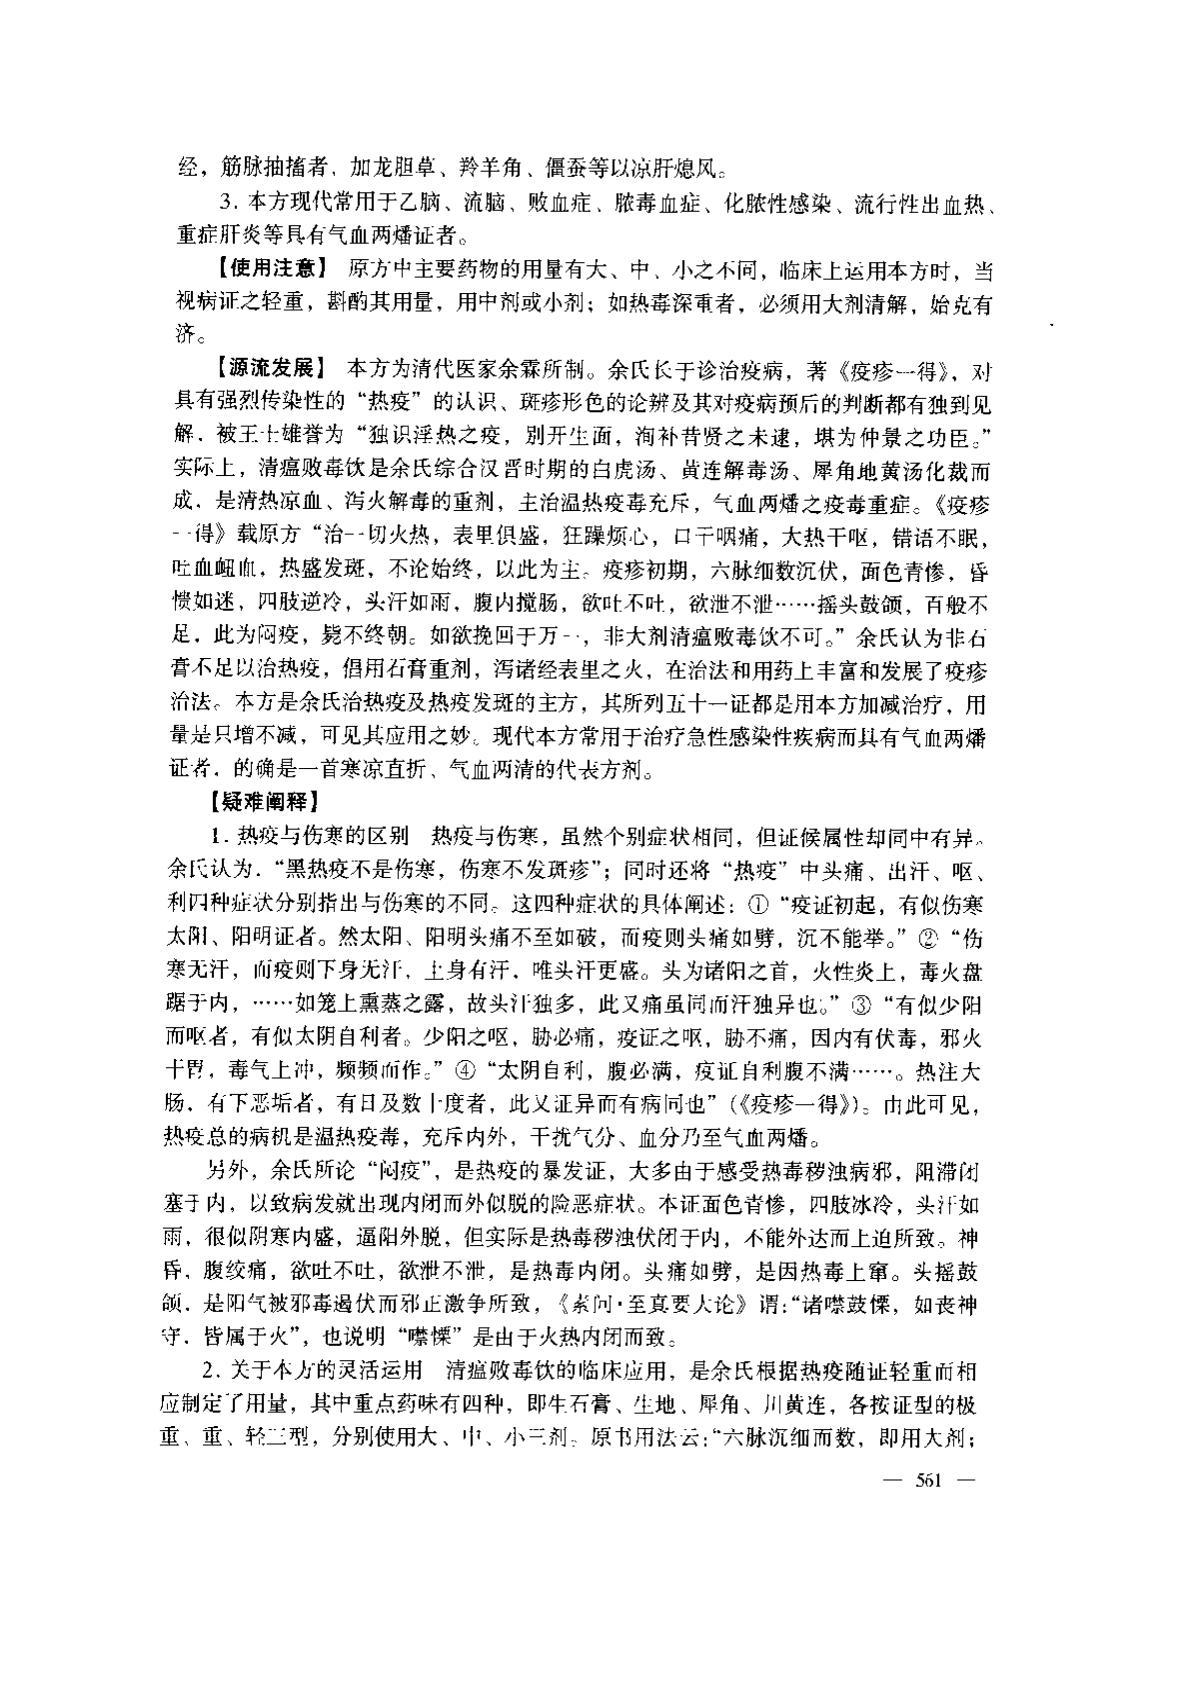 经，筋脉抽搐者，加龙胆草、羚羊角、僵蚕等以凉肝熄风。
3. 本方现代常用于乙脑、流脑、败血症、脓毒血症、化脓性感染、流行性出血热、
重症肝炎等具有气血两燔证者。
【使用注意】 原方中主要药物的用量有大、中、小之不同，临床上运用本方时，当
视病证之轻重，斟酌其用量，用中剂或小剂；如热毒深重者，必须用大剂清解，始克有
济。
【源流发展】 本方为清代医家余霖所制。余氏长于诊治疫病，著《疫疹一得》，对
具有强烈传染性的“热疫”的认识、斑疹形色的论辨及其对疫病预后的判断都有独到见
解，被王士雄誉为“独识淫热之疫，别开生面，洵补昔贤之未逮，堪为仲景之功臣。”
实际上，清瘟败毒饮是余氏综合汉晋时期的白虎汤、黄连解毒汤、犀角地黄汤化裁而
成，是清热凉血、泻火解毒的重剂，主治温热疫毒充斥，气血两燔之疫毒重症。《疫疹
一得》载原方“治一切火热，表里俱盛，狂躁烦心，口干咽痛，大热干呕，错语不眠，
吐血衄血，热盛发斑，不论始终，以此为主。疫疹初期，六脉细数沉伏，面色青惨，昏
愦如迷，四肢逆冷，头汗如雨，腹内搅肠，欲吐不吐，欲泄不泄……摇头鼓颌，百般不
足，此为闷疫，毙不终朝。如欲挽回于万一，非大剂清瘟败毒饮不可。”余氏认为非石
膏不足以治热疫，倡用石膏重剂，泻诸经表里之火，在治法和用药上丰富和发展了疫疹
治法。本方是余氏治热疫及热疫发斑的主方，其所列五十一证都是用本方加减治疗，用
量是只增不减，可见其应用之妙。现代本方常用于治疗急性感染性疾病而具有气血两燔
证者，的确是一首寒凉直折、气血两清的代表方剂。
【疑难阐释】
1. 热疫与伤寒的区别 热疫与伤寒，虽然个别症状相同，但证候属性却同中有异。
余氏认为，“黑热疫不是伤寒，伤寒不发斑疹”；同时还将“热疫”中头痛、出汗、呕、
利四种症状分别指出与伤寒的不同。这四种症状的具体阐述：①“疫证初起，有似伤寒
太阳、阳明证者。然太阳、阳明头痛不至如破，而疫则头痛如劈，沉不能举。”②“伤
寒无汗，而疫则下身无汗，上身有汗，唯头汗更盛。头为诸阳之首，火性炎上，毒火盘
踞于内，……如笼上熏蒸之露，故头汗独多，此又痛虽同而汗独异也。”③“有似少阳
而呕者，有似太阴自利者。少阳之呕，胁必痛，疫证之呕，胁不痛，因内有伏毒，邪火
干胃，毒气上冲，频频而作。”④“太阴自利，腹必满，疫证自利腹不满……。热注大
肠，有下恶垢者，有日及数十度者，此又证异而有病同也”（《疫疹一得》）。由此可见，
热疫总的病机是温热疫毒，充斥内外，干扰气分、血分乃至气血两燔。
另外，余氏所论“闷疫”，是热疫的暴发证，大多由于感受热毒秽浊病邪，阻滞闭
塞于内，以致病发就出现内闭而外似脱的险恶症状。本证面色青惨，四肢冰冷，头汗如
雨，很似阴寒内盛，逼阳外脱，但实际是热毒秽浊伏闭于内，不能外达而上迫所致。神
昏，腹绞痛，欲吐不吐，欲泄不泄，是热毒内闭。头痛如劈，是因热毒上窜。头摇鼓
颌，是阳气被邪毒遏伏而邪正激争所致，《素问·至真要大论》谓：“诸噤鼓慄，如丧神
守，皆属于火”，也说明“噤慄”是由于火热内闭而致。
2. 关于本方的灵活运用 清瘟败毒饮的临床应用，是余氏根据热疫随证轻重而相
应制定了用量，其中重点药味有四种，即生石膏、生地、犀角、川黄连，各按证型的极
重、重、轻三型，分别使用大、中、小三剂。原书用法云：“六脉沉细而数，即用大剂；
— 561 —